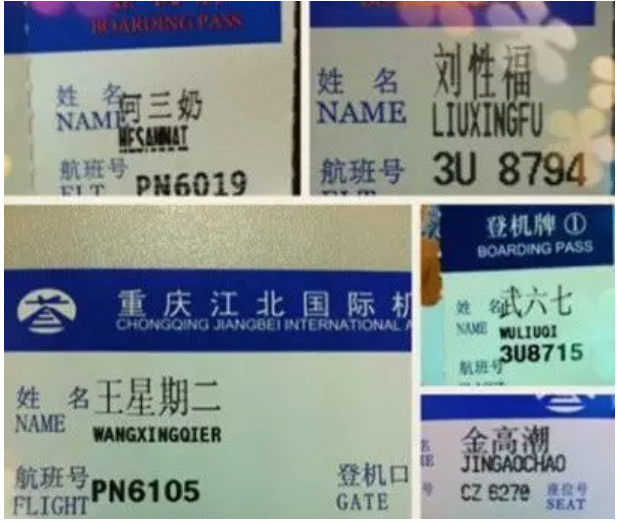 BOARDING PASS
姓 名
何三奶
NAME
HESANNAI
航班号
PN6019
FLT
姓 名
刘性福
NAME
LIUXINGFU
航班号
3U 8794
重庆江北国际机
CHONGQING JIANGBEI INTERNATIONAL A
姓 名
王星期二
NAME
WANGXINGQIER
航班号
FLIGHT
PN6105
登机口
GATE
登机牌 ①
BOARDING PASS
姓 名
武六七
NAME
WULIUQI
3U8715
航班号
金高潮
JINGAOCHAO
号
CZ 6270
座位号
SEAT